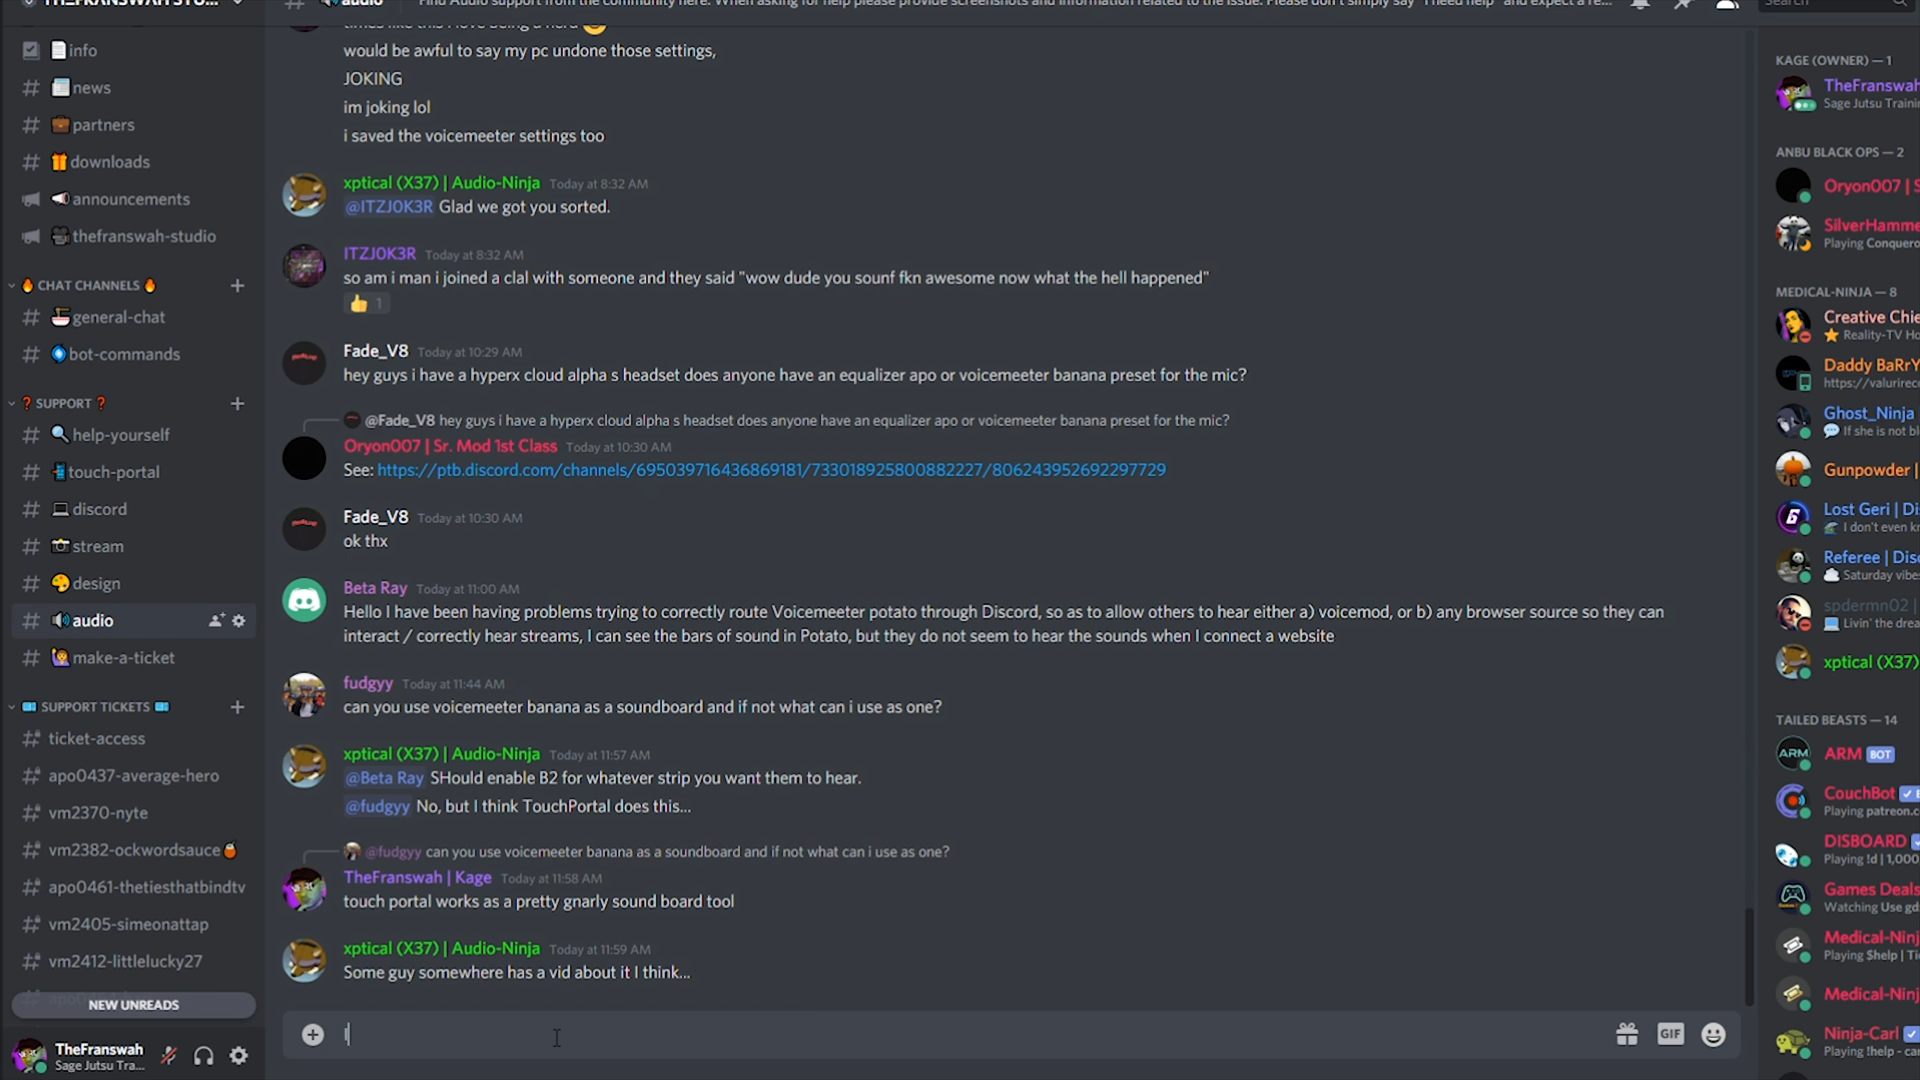 THEFRANSWAH STU...
info
news
partners
downloads
announcements
thefranswah-studio
CHAT CHANNELS
general-chat
bot-commands
SUPPORT
help-yourself
touch-portal
discord
stream
design
audio
make-a-ticket
SUPPORT TICKETS
ticket-access
apo0437-average-hero
vm2370-nyte
vm2382-ockwordsauce
apo0461-thetiesthatbindtv
vm2405-simeonattap
vm2412-littlelucky27
NEW UNREADS
TheFranswah
Sage Jutsu Tra...
audio
Find Audio support from the community here. When asking for help please provide screenshots and information related to the issue. Please don't simply say "I need help" and expect a re...
Search
times like this i love being a nerd
would be awful to say my pc undone those settings,
JOKING
im joking lol
i saved the voicemeeter settings too
xptical (X37) | Audio-Ninja Today at 8:32 AM
@ITZJ0K3R Glad we got you sorted.
ITZJ0K3R Today at 8:32 AM
so am i man i joined a clal with someone and they said "wow dude you sounf fkn awesome now what the hell happened"
1
Fade_V8 Today at 10:29 AM
hey guys i have a hyperx cloud alpha s headset does anyone have an equalizer apo or voicemeeter banana preset for the mic?
@Fade_V8 hey guys i have a hyperx cloud alpha s headset does anyone have an equalizer apo or voicemeeter banana preset for the mic?
Oryon007 | Sr. Mod 1st Class Today at 10:30 AM
See: https://ptb.discord.com/channels/695039716436869181/733018925800882227/806243952692297729
Fade_V8 Today at 10:30 AM
ok thx
Beta Ray Today at 11:00 AM
Hello I have been having problems trying to correctly route Voicemeeter potato through Discord, so as to allow others to hear either a) voicemod, or b) any browser source so they can
interact / correctly hear streams, I can see the bars of sound in Potato, but they do not seem to hear the sounds when I connect a website
fudgyy Today at 11:44 AM
can you use voicemeeter banana as a soundboard and if not what can i use as one?
xptical (X37) | Audio-Ninja Today at 11:57 AM
@Beta Ray SHould enable B2 for whatever strip you want them to hear.
@fudgyy No, but I think TouchPortal does this...
@fudgyy can you use voicemeeter banana as a soundboard and if not what can i use as one?
TheFranswah | Kage Today at 11:58 AM
touch portal works as a pretty gnarly sound board tool
xptical (X37) | Audio-Ninja Today at 11:59 AM
Some guy somewhere has a vid about it I think...
GIF
KAGE (OWNER) — 1
TheFranswah
Sage Jutsu Traini
ANBU BLACK OPS — 2
Oryon007 | S
SilverHamme
Playing Conquero
MEDICAL-NINJA — 8
Creative Chie
Reality-TV Ho
Daddy BaRrY
https://valurirec
Ghost_Ninja
If she is not bl
Gunpowder |
Lost Geri | Dis
I don't even kn
Referee | Disc
Saturday vibes
spdermn02 |
Livin' the drea
xptical (X37)
TAILED BEASTS — 14
ARM BOT
CouchBot
Playing patreon.c
DISBOARD
Playing !d | 1,000
Games Deals
Watching Use gd
Medical-Ninj
Playing $help | Ti
Medical-Ninj
Ninja-Carl
Playing !help - ca